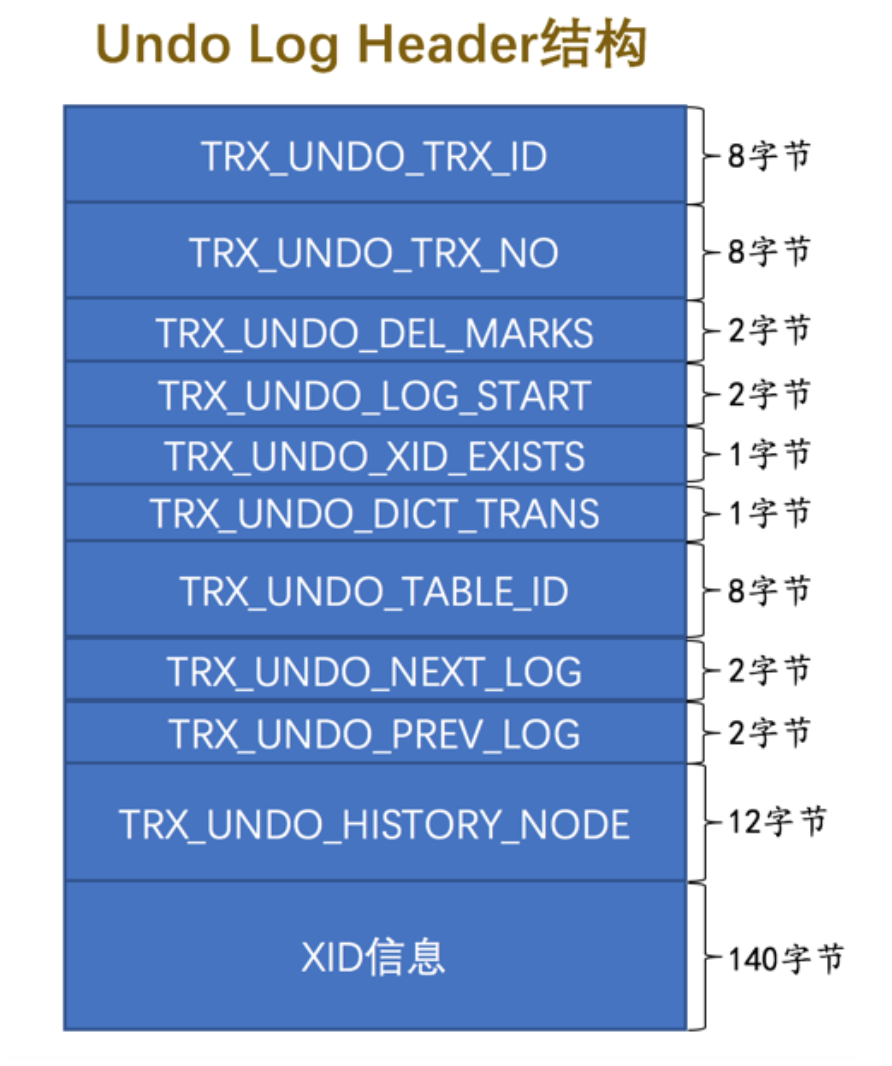 Undo Log Header结构
TRX_UNDO_TRX_ID 8字节
TRX_UNDO_TRX_NO 8字节
TRX_UNDO_DEL_MARKS 2字节
TRX_UNDO_LOG_START 2字节
TRX_UNDO_XID_EXISTS 1字节
TRX_UNDO_DICT_TRANS 1字节
TRX_UNDO_TABLE_ID 8字节
TRX_UNDO_NEXT_LOG 2字节
TRX_UNDO_PREV_LOG 2字节
TRX_UNDO_HISTORY_NODE 12字节
XID信息 140字节